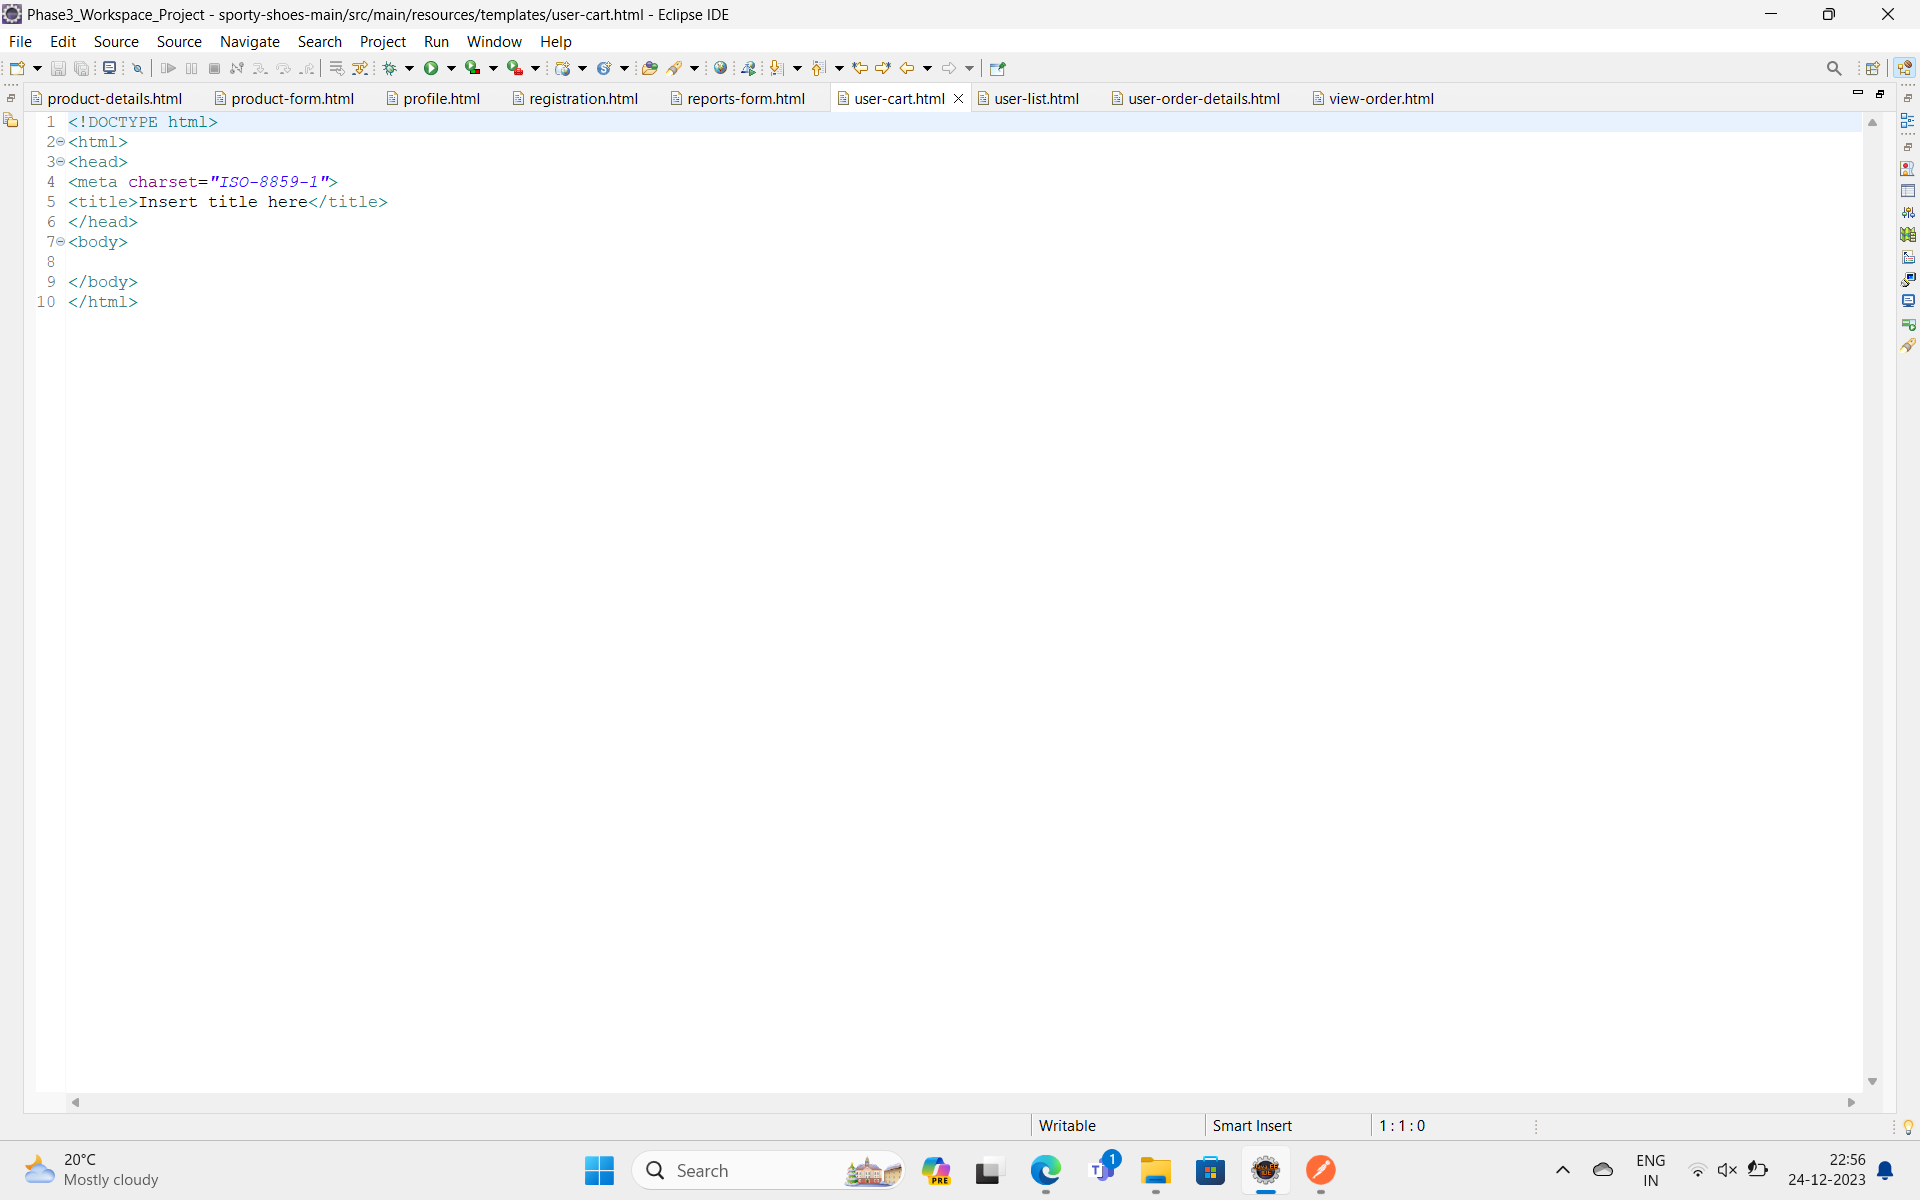 Phase3_Workspace_Project - sporty-shoes-main/src/main/resources/templates/user-cart.html - Eclipse IDE
File Edit Source Source Navigate Search Project Run Window Help
product-details.html product-form.html profile.html registration.html reports-form.html user-cart.html user-list.html user-order-details.html view-order.html
1 <!DOCTYPE html>
2 <html>
3 <head>
4 <meta charset="ISO-8859-1">
5 <title>Insert title here</title>
6 </head>
7 <body>
8
9 </body>
10 </html>
Writable Smart Insert 1 : 1 : 0
20°C
Mostly cloudy
Search
PRE
1
ENG
IN
22:56
24-12-2023